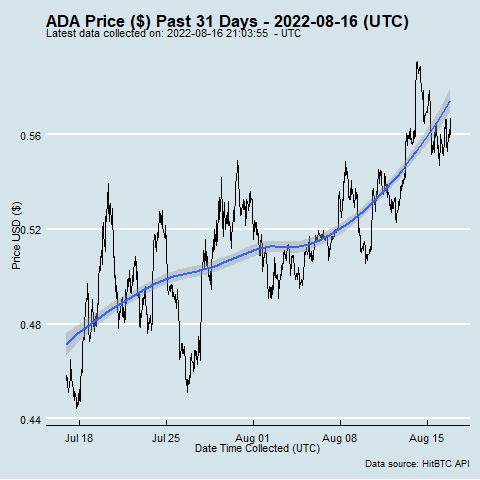 ADA Price ($) Past 31 Days - 2022-08-16 (UTC)
Latest data collected on: 2022-08-16 21:03:55 - UTC
Price USD ($)
0.56
0.52
0.48
0.44
Jul 18 Jul 25 Aug 01 Aug 08 Aug 15
Date Time Collected (UTC)
Data source: HitBTC API